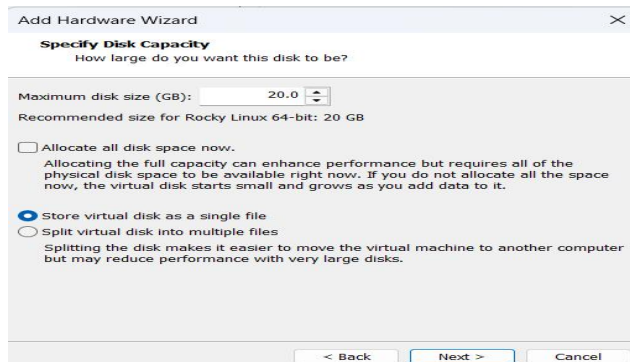 Add Hardware Wizard
Specify Disk Capacity
How large do you want this disk to be?
Maximum disk size (GB): 20.0
Recommended size for Rocky Linux 64-bit: 20 GB
Allocate all disk space now.
Allocating the full capacity can enhance performance but requires all of the
physical disk space to be available right now. If you do not allocate all the space
now, the virtual disk starts small and grows as you add data to it.
Store virtual disk as a single file
Split virtual disk into multiple files
Splitting the disk makes it easier to move the virtual machine to another computer
but may reduce performance with very large disks.
< Back Next > Cancel